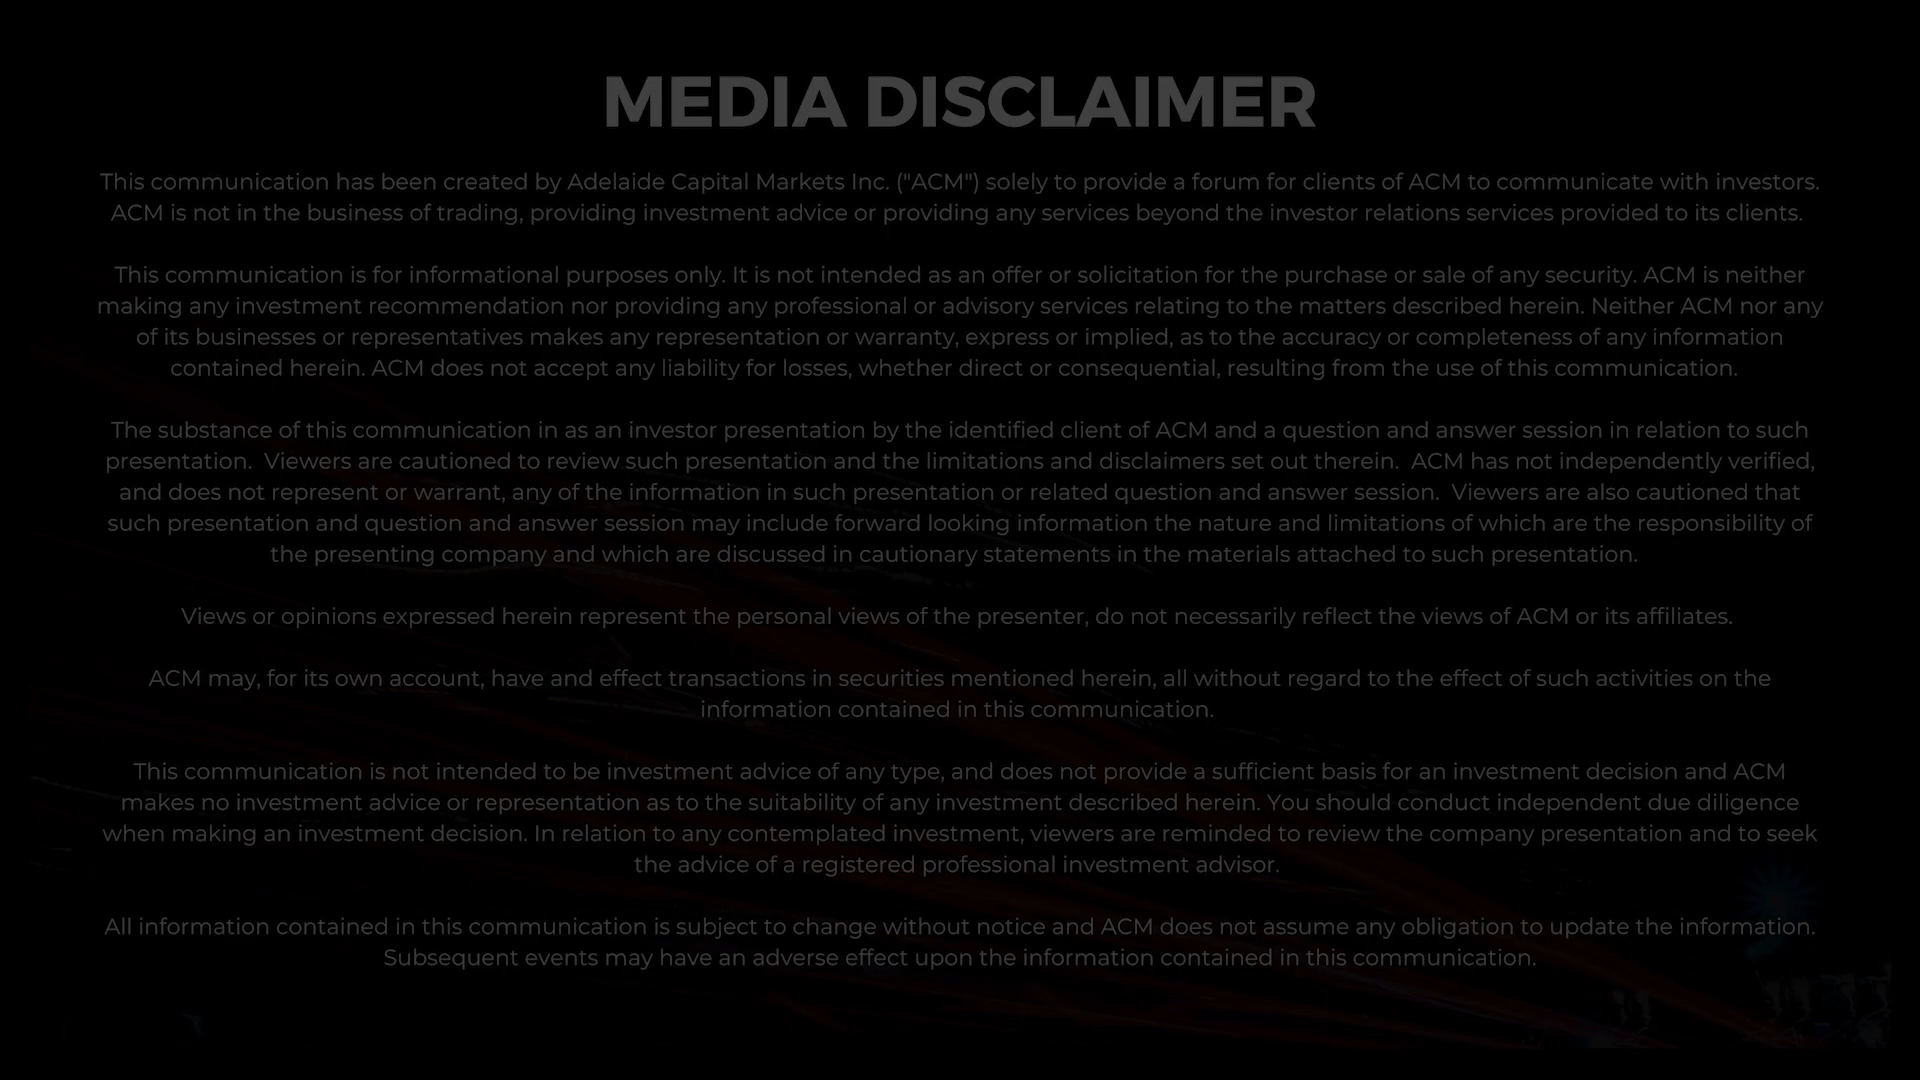 MEDIA DISCLAIMER
This communication has been created by Adelaide Capital Markets Inc. ("ACM") solely to provide a forum for clients of ACM to communicate with investors.
ACM is not in the business of trading, providing investment advice or providing any services beyond the investor relations services provided to its clients.
This communication is for informational purposes only. It is not intended as an offer or solicitation for the purchase or sale of any security. ACM is neither
making any investment recommendation nor providing any professional or advisory services relating to the matters described herein. Neither ACM nor any
of its businesses or representatives makes any representation or warranty, express or implied, as to the accuracy or completeness of any information
contained herein. ACM does not accept any liability for losses, whether direct or consequential, resulting from the use of this communication.
The substance of this communication in as an investor presentation by the identified client of ACM and a question and answer session in relation to such
presentation.  Viewers are cautioned to review such presentation and the limitations and disclaimers set out therein.  ACM has not independently verified,
and does not represent or warrant, any of the information in such presentation or related question and answer session.  Viewers are also cautioned that
such presentation and question and answer session may include forward looking information the nature and limitations of which are the responsibility of
the presenting company and which are discussed in cautionary statements in the materials attached to such presentation.
Views or opinions expressed herein represent the personal views of the presenter, do not necessarily reflect the views of ACM or its affiliates.
ACM may, for its own account, have and effect transactions in securities mentioned herein, all without regard to the effect of such activities on the
information contained in this communication.
This communication is not intended to be investment advice of any type, and does not provide a sufficient basis for an investment decision and ACM
makes no investment advice or representation as to the suitability of any investment described herein. You should conduct independent due diligence
when making an investment decision. In relation to any contemplated investment, viewers are reminded to review the company presentation and to seek
the advice of a registered professional investment advisor.
All information contained in this communication is subject to change without notice and ACM does not assume any obligation to update the information.
Subsequent events may have an adverse effect upon the information contained in this communication.